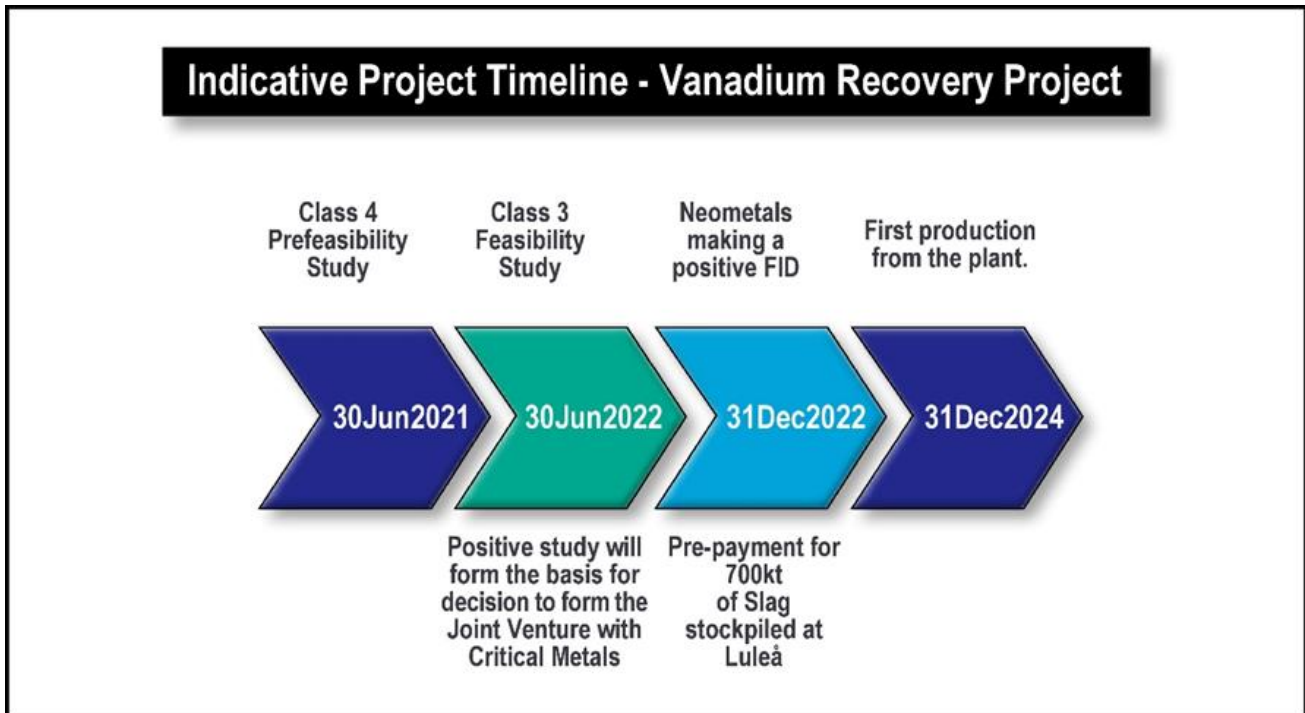 Indicative Project Timeline - Vanadium Recovery Project
Class 4
Prefeasibility
Study
Class 3
Feasibility
Study
Neometals
making a
positive FID
First production
from the plant.
30Jun2021
30Jun2022
31Dec2022
31Dec2024
Positive study will
form the basis for
decision to form the
Joint Venture with
Critical Metals
Pre-payment for
700kt
of Slag
stockpiled at
Luleå